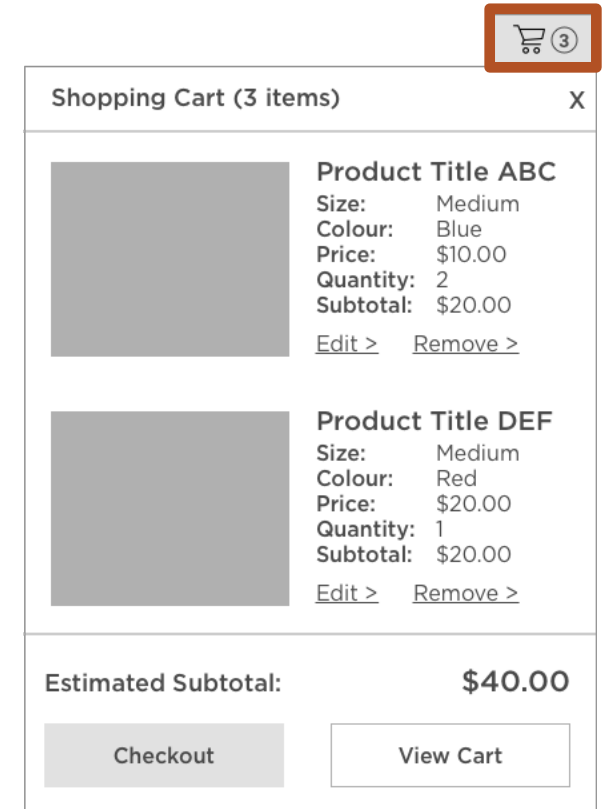 3
Shopping Cart (3 items) X
Product Title ABC
Size: Medium
Colour: Blue
Price: $10.00
Quantity: 2
Subtotal: $20.00
Edit > Remove >
Product Title DEF
Size: Medium
Colour: Red
Price: $20.00
Quantity: 1
Subtotal: $20.00
Edit > Remove >
Estimated Subtotal: $40.00
Checkout View Cart